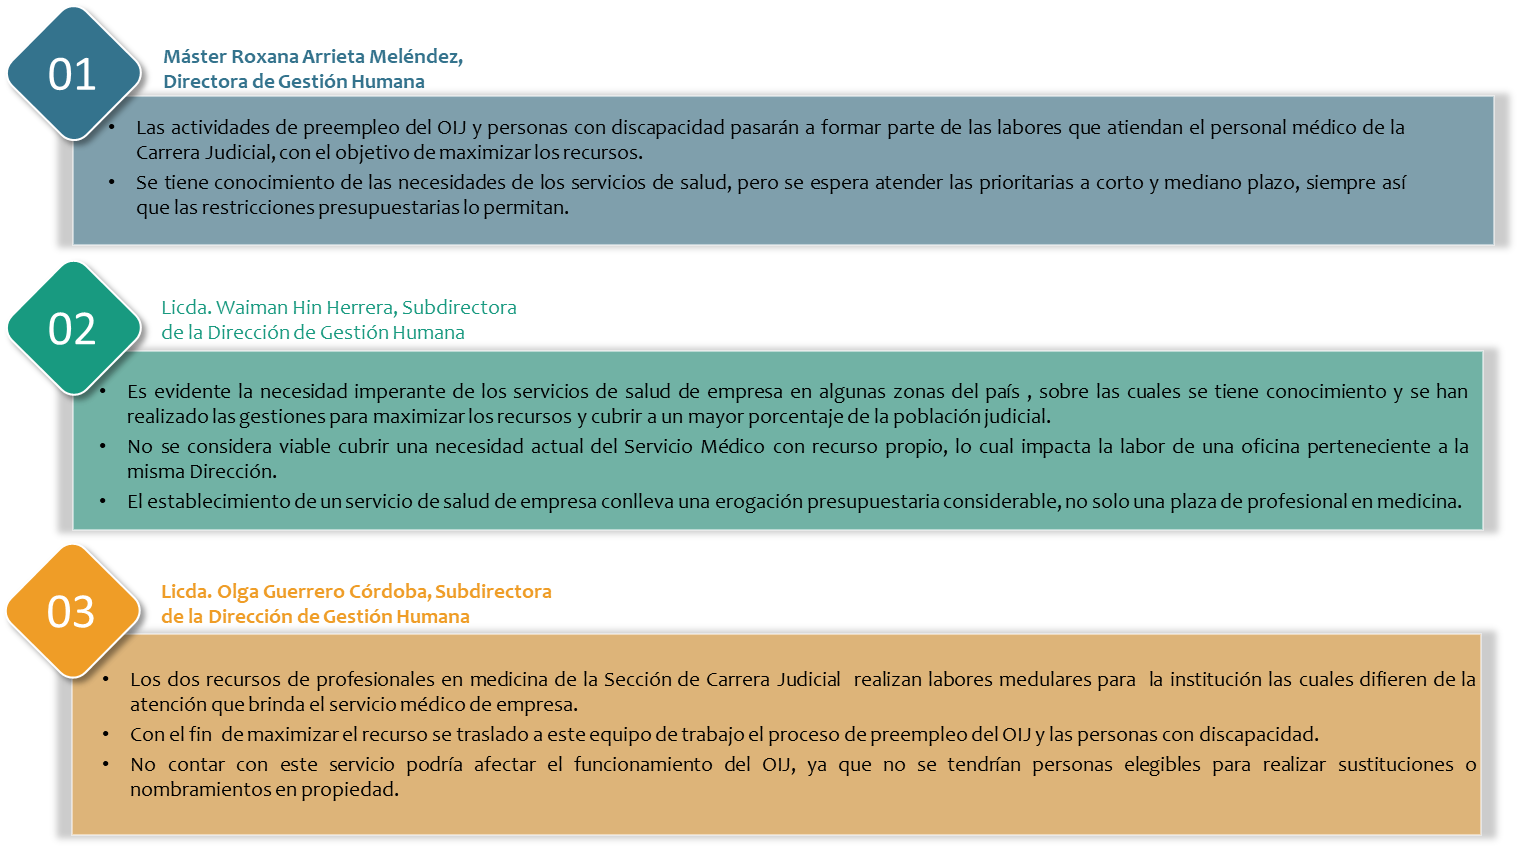 01
Máster Roxana Arrieta Meléndez,
Directora de Gestión Humana
• Las actividades de preempleo del OIJ y personas con discapacidad pasarán a formar parte de las labores que atiendan el personal médico de la
Carrera Judicial, con el objetivo de maximizar los recursos.
• Se tiene conocimiento de las necesidades de los servicios de salud, pero se espera atender las prioritarias a corto y mediano plazo, siempre así
que las restricciones presupuestarias lo permitan.
02
Licda. Waiman Hin Herrera, Subdirectora
de la Dirección de Gestión Humana
• Es evidente la necesidad imperante de los servicios de salud de empresa en algunas zonas del país , sobre las cuales se tiene conocimiento y se han
realizado las gestiones para maximizar los recursos y cubrir a un mayor porcentaje de la población judicial.
• No se considera viable cubrir una necesidad actual del Servicio Médico con recurso propio, lo cual impacta la labor de una oficina perteneciente a la
misma Dirección.
• El establecimiento de un servicio de salud de empresa conlleva una erogación presupuestaria considerable, no solo una plaza de profesional en medicina.
03
Licda. Olga Guerrero Córdoba, Subdirectora
de la Dirección de Gestión Humana
• Los dos recursos de profesionales en medicina de la Sección de Carrera Judicial realizan labores medulares para la institución las cuales difieren de la
atención que brinda el servicio médico de empresa.
• Con el fin de maximizar el recurso se traslado a este equipo de trabajo el proceso de preempleo del OIJ y las personas con discapacidad.
• No contar con este servicio podría afectar el funcionamiento del OIJ, ya que no se tendrían personas elegibles para realizar sustituciones o
nombramientos en propiedad.